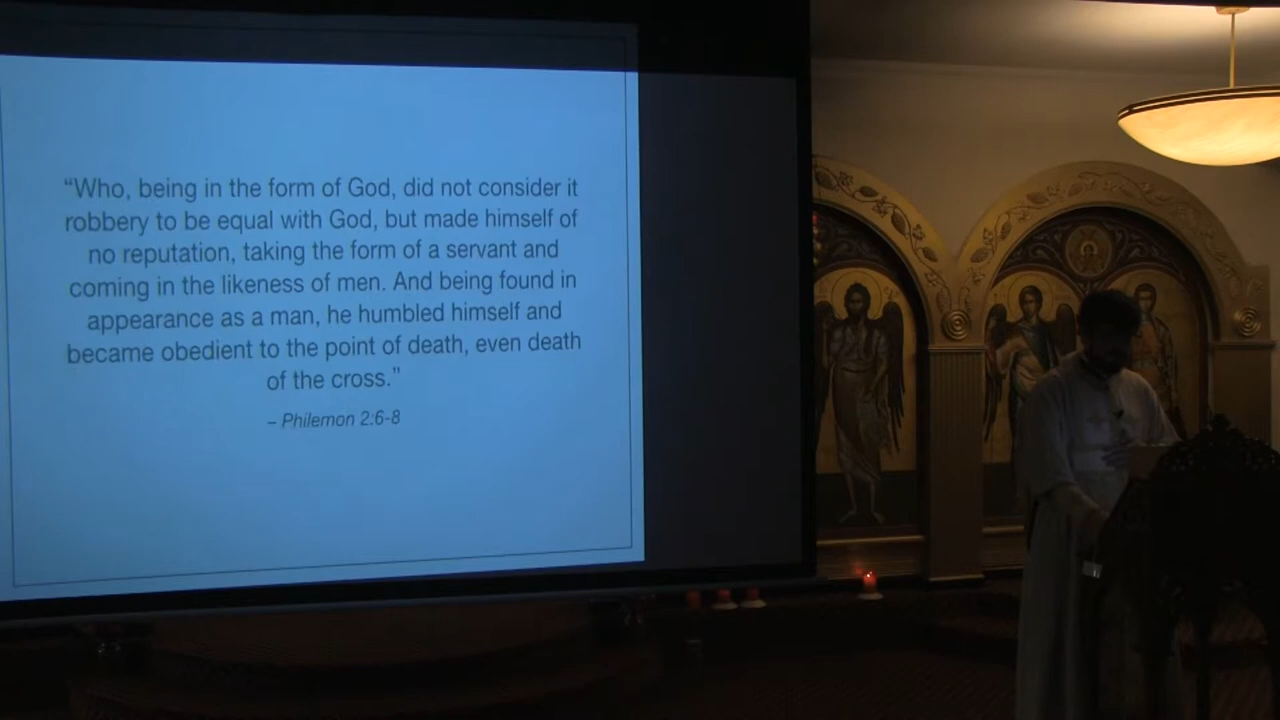 “Who, being in the form of God, did not consider it
robbery to be equal with God, but made himself of
no reputation, taking the form of a servant and
coming in the likeness of men. And being found in
appearance as a man, he humbled himself and
became obedient to the point of death, even death
of the cross.”
– Philemon 2:6-8